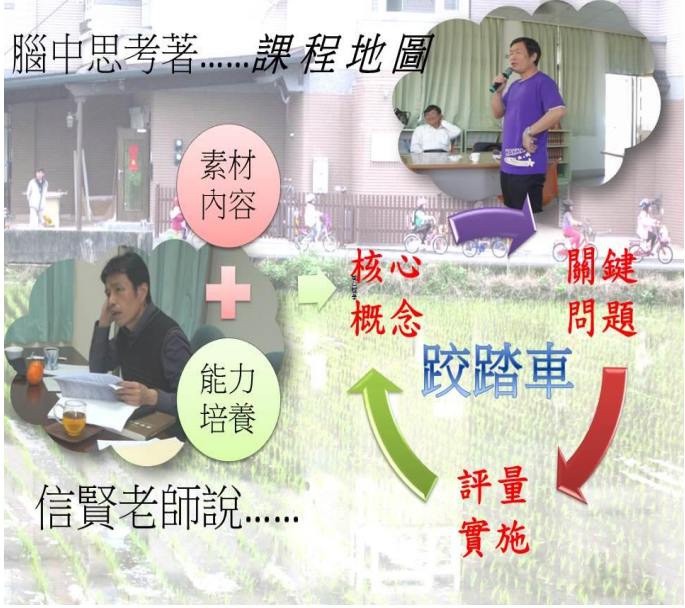 腦中思考著......課程地圖
素材
內容
能力
培養
核心
概念
關鍵
問題
跤踏車
評量
實施
信賢老師說......